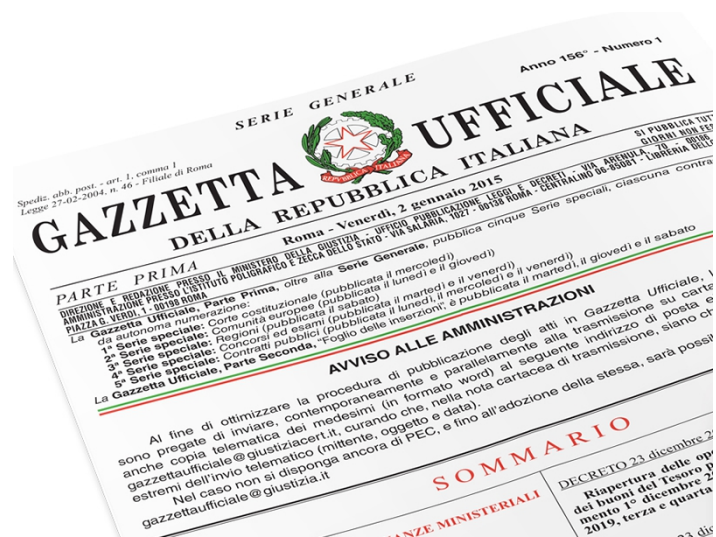 Anno 156° - Numero 1
SERIE GENERALE
Spediz. abb. post. - art. 1, comma 1
Legge 27-02-2004, n. 46 - Filiale di Roma
GAZZETTA UFFICIALE
REPVBBLICA ITALIANA
DELLA REPUBBLICA ITALIANA
PARTE PRIMA
Roma - Venerdì, 2 gennaio 2015
SI PUBBLICA
GIORNI NON
DIREZIONE E REDAZIONE PRESSO IL MINISTERO DELLA GIUSTIZIA - UFFICIO PUBBLICAZIONE LEGGI E DECRETI - VIA ARENULA, 70 - 00186
AMMINISTRAZIONE PRESSO L'ISTITUTO POLIGRAFICO E ZECCA DELLO STATO - VIA SALARIA, 1027 - 00138 ROMA - CENTRALINO 06-85081 - LIBRERIA DELLO
PIAZZA G. VERDI, 1 - 00198 ROMA
La Gazzetta Ufficiale, Parte Prima, oltre alla Serie Generale, pubblica cinque Serie speciali, ciascuna
da autonoma numerazione:
1ª Serie speciale: Corte costituzionale (pubblicata il mercoledì)
2ª Serie speciale: Comunità europee (pubblicata il lunedì e il giovedì)
3ª Serie speciale: Regioni (pubblicata il sabato)
4ª Serie speciale: Concorsi ed esami (pubblicata il martedì e il venerdì)
5ª Serie speciale: Contratti pubblici (pubblicata il lunedì, il mercoledì e il venerdì)
La Gazzetta Ufficiale, Parte Seconda, "Foglio delle inserzioni", è pubblicata il martedì, il giovedì e il sabato
AVVISO ALLE AMMINISTRAZIONI
Al fine di ottimizzare la procedura di pubblicazione degli atti in Gazzetta Ufficiale,
sono pregate di inviare, contemporaneamente e parallelamente alla trasmissione su
anche copia telematica dei medesimi (in formato word) al seguente indirizzo di posta
gazzettaufficiale@giustiziacert.it, curando che, nella nota cartacea di trasmissione, siano
estremi dell'invio telematico (mittente, oggetto e data).
Nel caso non si disponga ancora di PEC, e fino all'adozione della stessa, sarà
gazzettaufficiale@giustizia.it
SOMMARIO
MINISTERIALI
DECRETO 23 dicembre
Riapertura delle
dei buoni del Tesoro
1° dicembre
2019, terza e quarta